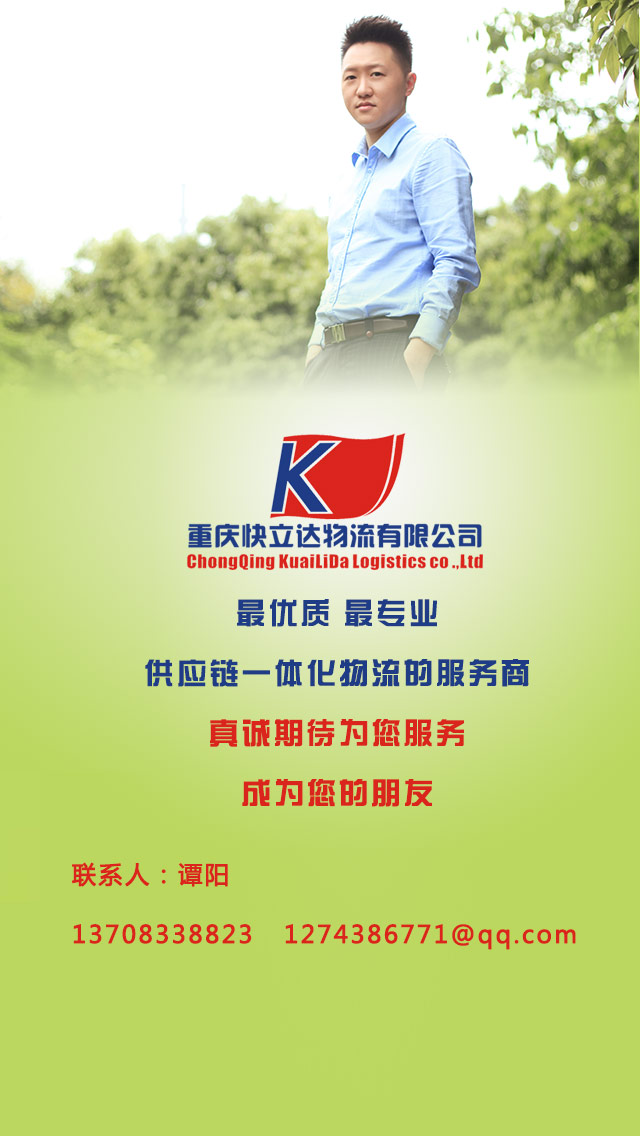 K
重庆快立达物流有限公司
ChongQing KuaiLiDa Logistics co .,Ltd
最优质 最专业
供应链一体化物流的服务商
真诚期待为您服务
成为您的朋友
联系人：谭阳
13708338823 1274386771@qq.com